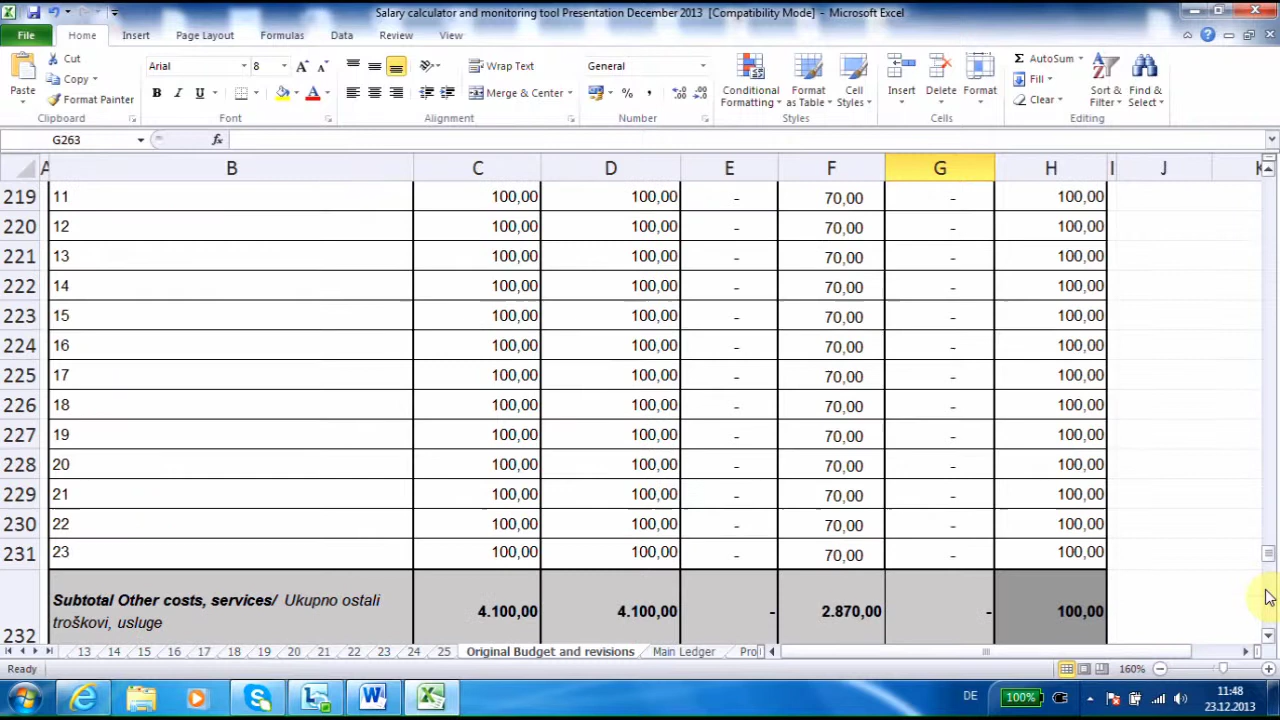 Salary calculator and monitoring tool Presentation December 2013 [Compatibility Mode] - Microsoft Excel
File Home Insert Page Layout Formulas Data Review View
Paste
Cut
Copy
Format Painter
Clipboard
Arial 8
B I U
Font
Wrap Text
Merge & Center
Alignment
General
%
Number
Conditional Formatting
Format as Table
Cell Styles
Styles
Insert Delete Format
Cells
AutoSum
Fill
Clear
Sort & Filter
Find & Select
Editing
G263 fx
A B C D E F G H I J K
219 11 100,00 100,00 - 70,00 - 100,00
220 12 100,00 100,00 - 70,00 - 100,00
221 13 100,00 100,00 - 70,00 - 100,00
222 14 100,00 100,00 - 70,00 - 100,00
223 15 100,00 100,00 - 70,00 - 100,00
224 16 100,00 100,00 - 70,00 - 100,00
225 17 100,00 100,00 - 70,00 - 100,00
226 18 100,00 100,00 - 70,00 - 100,00
227 19 100,00 100,00 - 70,00 - 100,00
228 20 100,00 100,00 - 70,00 - 100,00
229 21 100,00 100,00 - 70,00 - 100,00
230 22 100,00 100,00 - 70,00 - 100,00
231 23 100,00 100,00 - 70,00 - 100,00
Subtotal Other costs, services/ Ukupno ostali
troškovi, usluge
232 4.100,00 4.100,00 - 2.870,00 - 100,00
13 14 15 16 17 18 19 20 21 22 23 24 25 Original Budget and revisions Main Ledger Pro
Ready 160%
DE 100% 11:48
23.12.2013